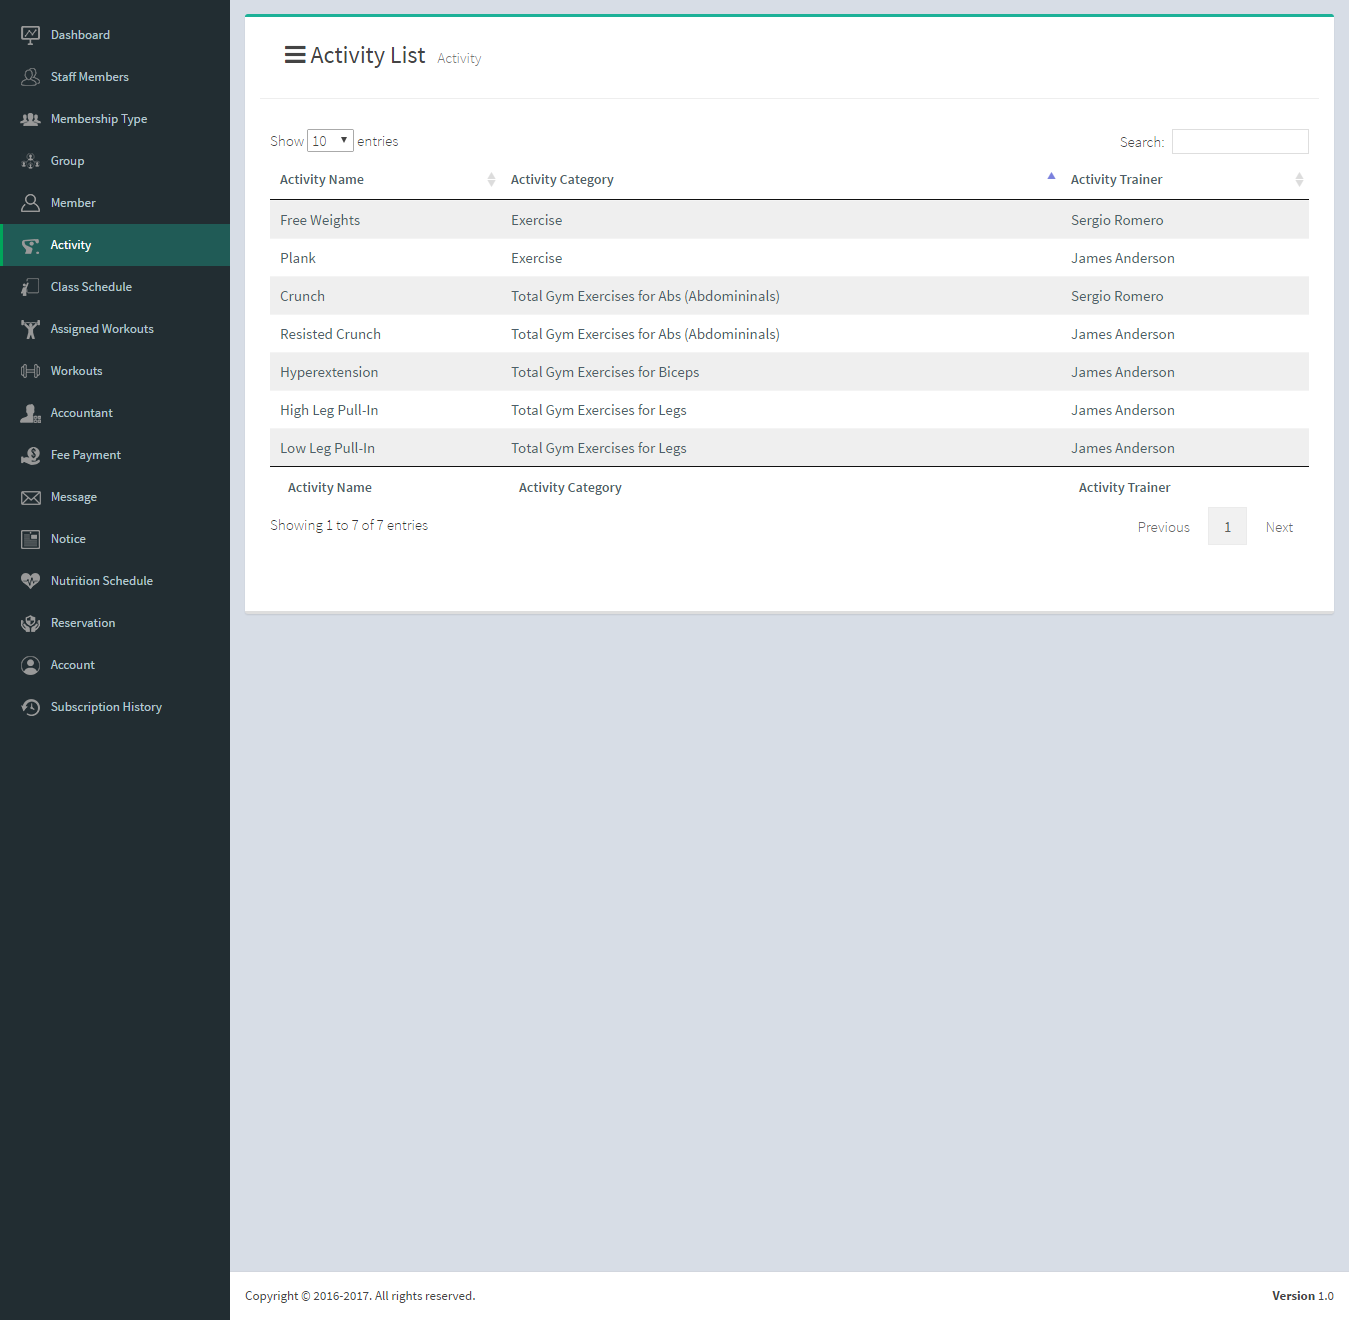 Dashboard
Staff Members
Membership Type
Group
Member
Activity
Class Schedule
Assigned Workouts
Workouts
Accountant
Fee Payment
Message
Notice
Nutrition Schedule
Reservation
Account
Subscription History
Activity List Activity
Show 10 entries Search:
Activity Name Activity Category Activity Trainer
Free Weights Exercise Sergio Romero
Plank Exercise James Anderson
Crunch Total Gym Exercises for Abs (Abdomininals) Sergio Romero
Resisted Crunch Total Gym Exercises for Abs (Abdomininals) James Anderson
Hyperextension Total Gym Exercises for Biceps James Anderson
High Leg Pull-In Total Gym Exercises for Legs James Anderson
Low Leg Pull-In Total Gym Exercises for Legs James Anderson
Activity Name Activity Category Activity Trainer
Showing 1 to 7 of 7 entries Previous 1 Next
Copyright © 2016-2017. All rights reserved. Version 1.0